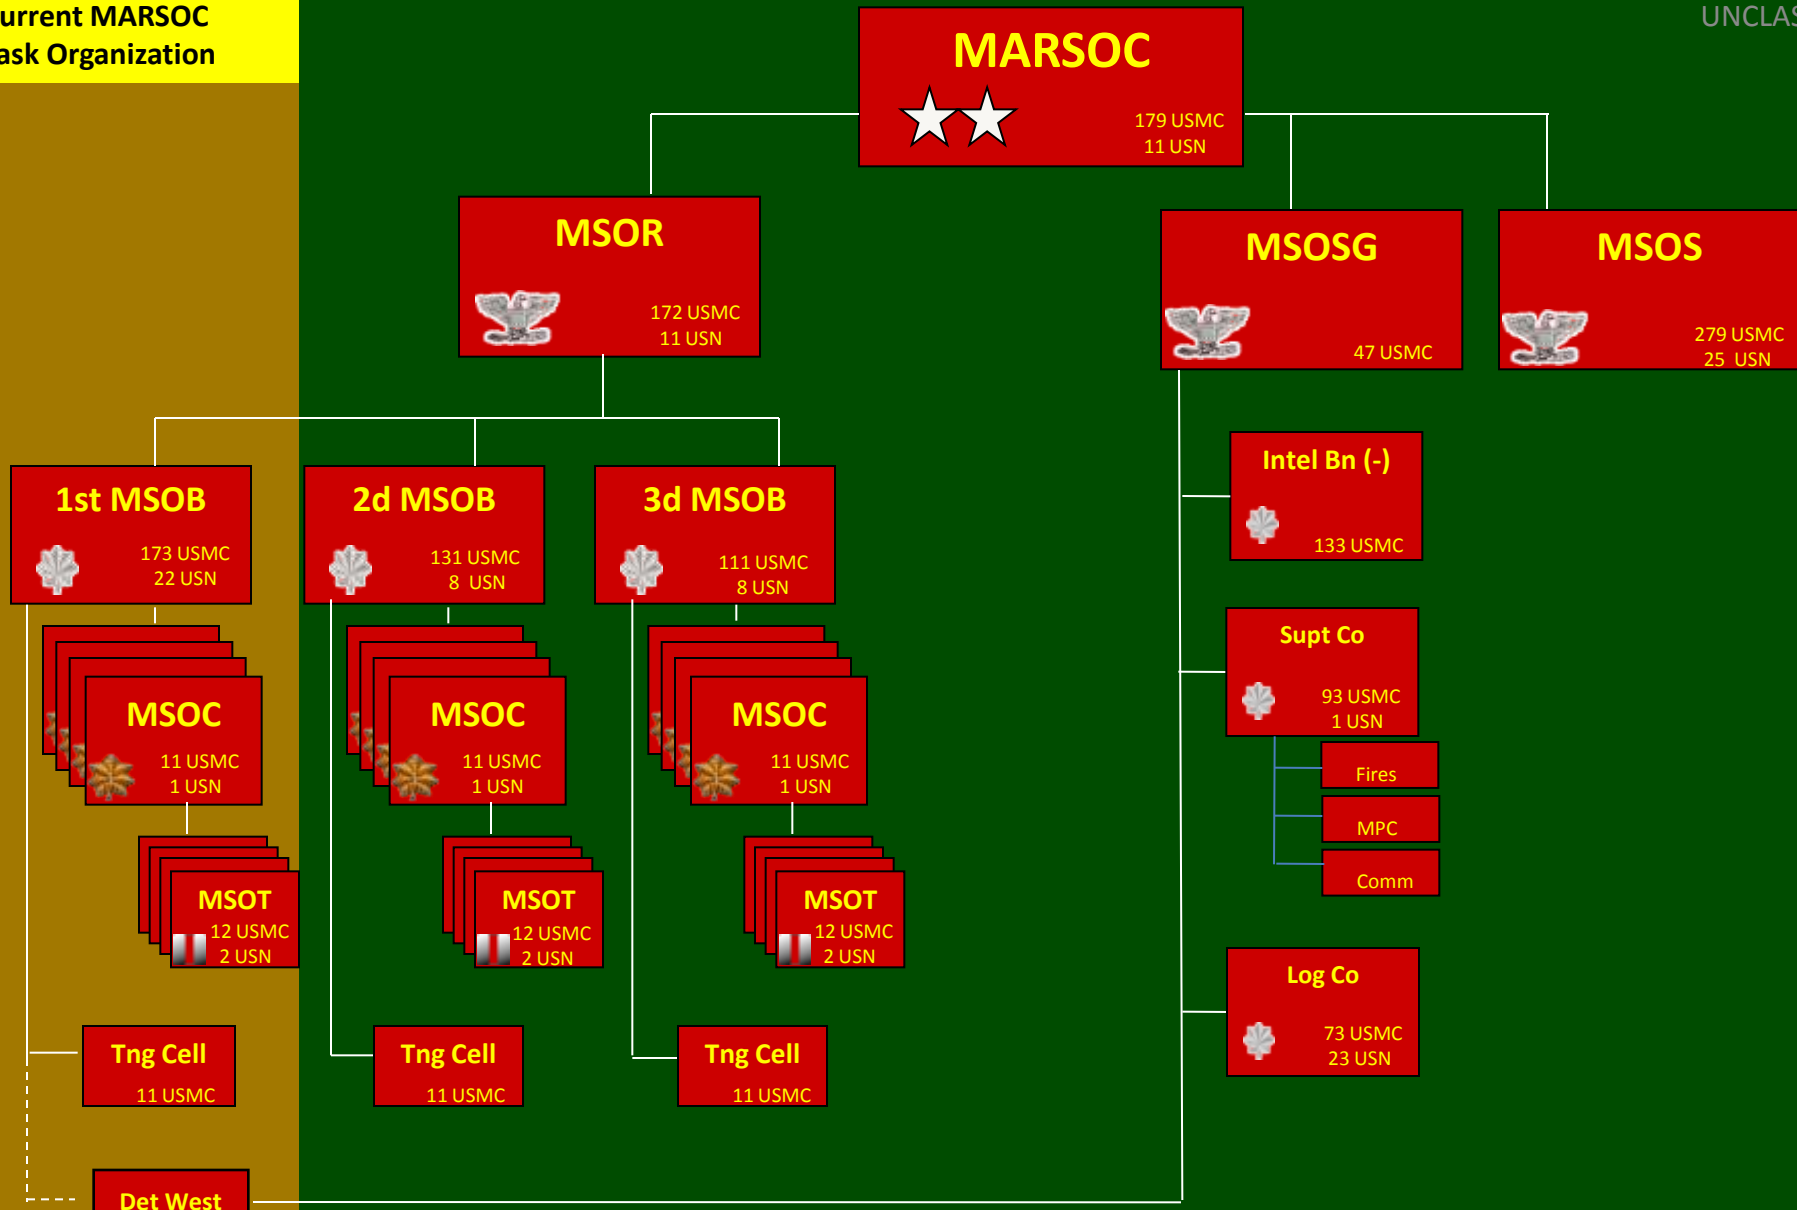 urrent MARSOC
ask Organization
UNCLAS
MARSOC
179 USMC
11 USN
MSOR
172 USMC
11 USN
MSOSG
47 USMC
MSOS
279 USMC
25 USN
1st MSOB
173 USMC
22 USN
2d MSOB
131 USMC
8 USN
3d MSOB
111 USMC
8 USN
Intel Bn (-)
133 USMC
Supt Co
93 USMC
1 USN
Fires
MPC
Comm
MSOC
11 USMC
1 USN
MSOC
11 USMC
1 USN
MSOC
11 USMC
1 USN
MSOT
12 USMC
2 USN
MSOT
12 USMC
2 USN
MSOT
12 USMC
2 USN
Log Co
73 USMC
23 USN
Tng Cell
11 USMC
Tng Cell
11 USMC
Tng Cell
11 USMC
Det West